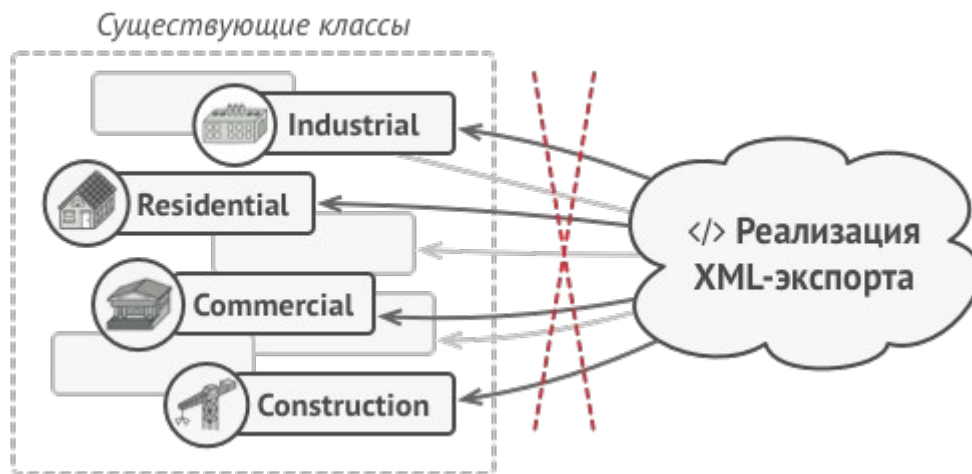 Существующие классы
Industrial
Residential
</> Реализация
XML-экспорта
Commercial
Construction